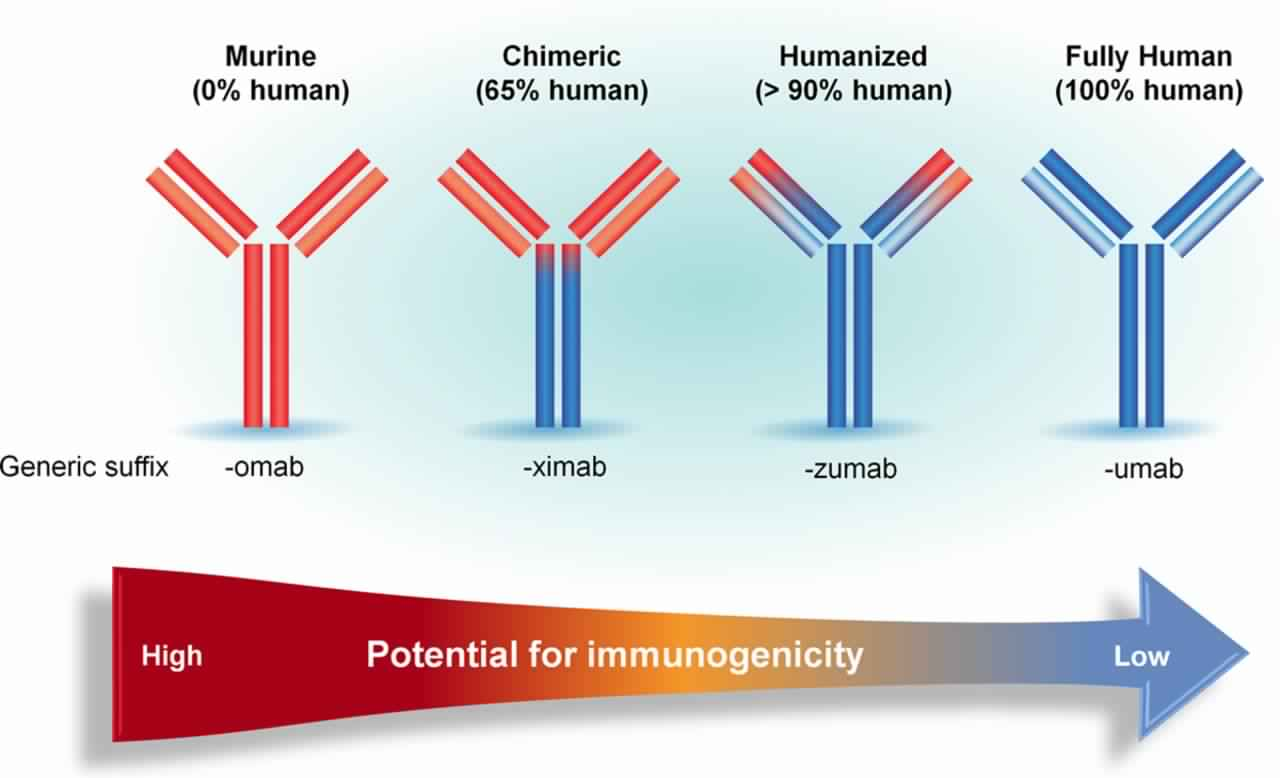 Murine
(0% human)
Chimeric
(65% human)
Humanized
(> 90% human)
Fully Human
(100% human)
Generic suffix
-omab
-ximab
-zumab
-umab
High
Potential for immunogenicity
Low